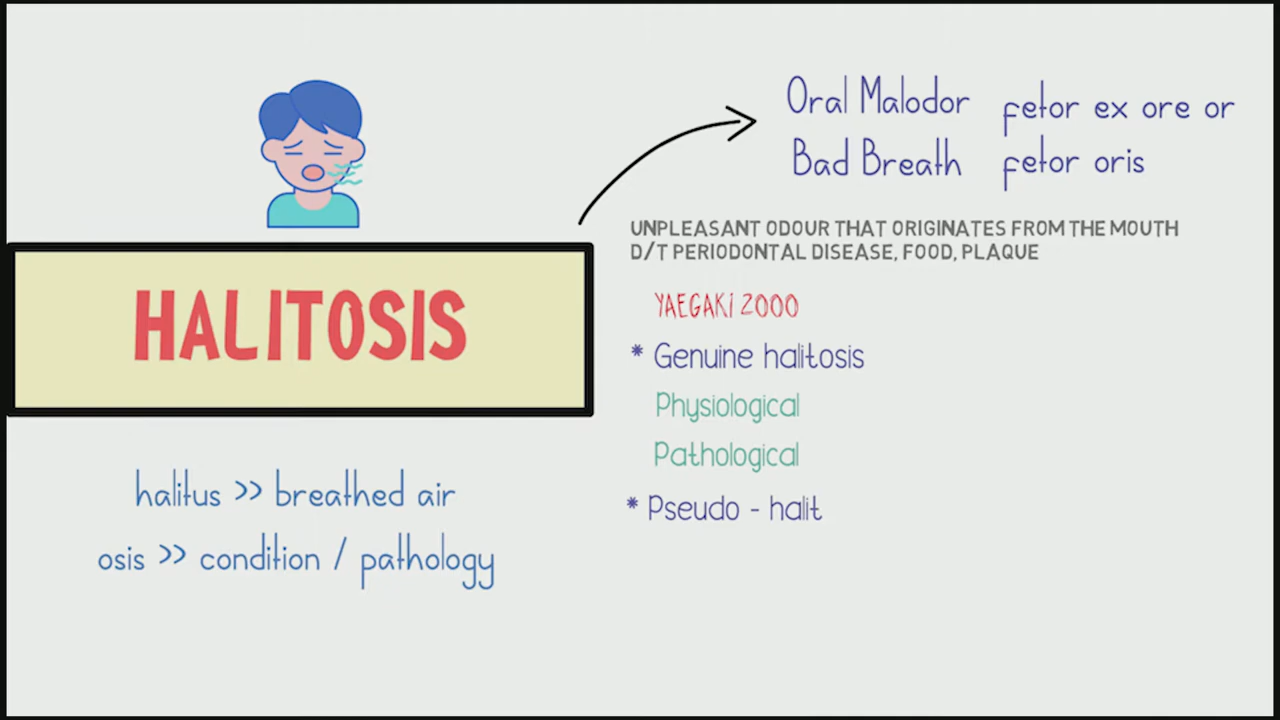 HALITOSIS
halitus >> breathed air
osis >> condition / pathology
Oral Malodor
Bad Breath
fetor ex ore or
fetor oris
UNPLEASANT ODOUR THAT ORIGINATES FROM THE MOUTH
D/T PERIODONTAL DISEASE, FOOD, PLAQUE
YAEGAKI 2000
* Genuine halitosis
Physiological
Pathological
* Pseudo - halit